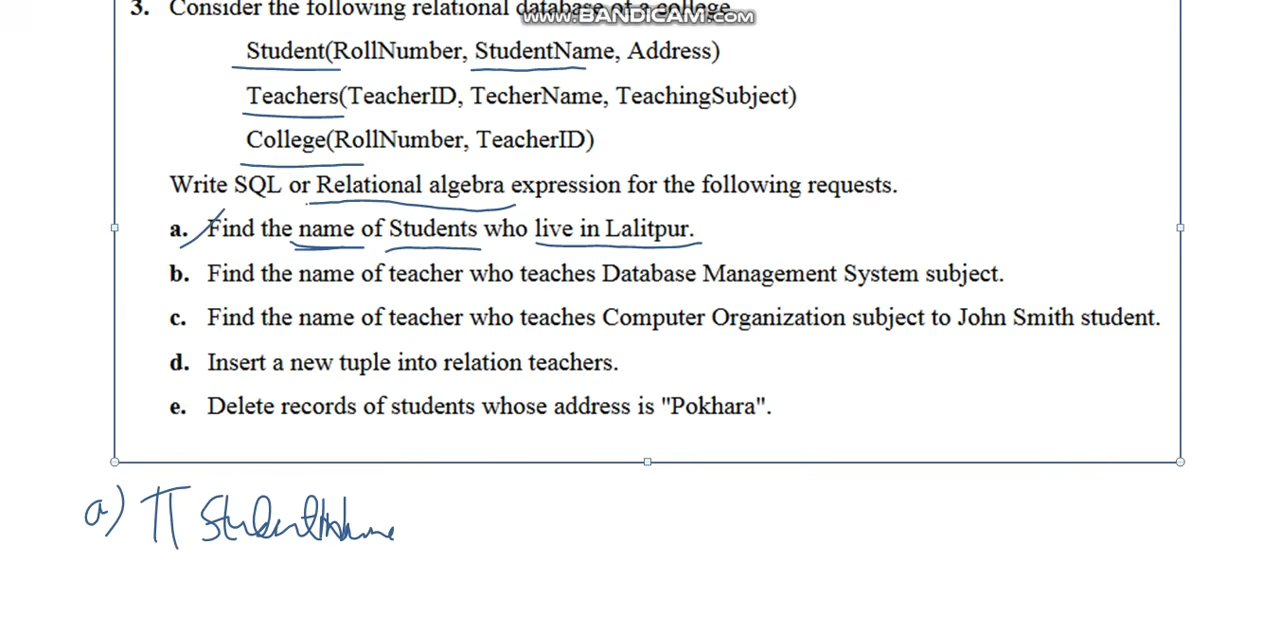 3. Consider the following relational database of a college
www.BANDICAM.com
Student(RollNumber, StudentName, Address)
Teachers(TeacherID, TecherName, TeachingSubject)
College(RollNumber, TeacherID)
Write SQL or Relational algebra expression for the following requests.
a. Find the name of Students who live in Lalitpur.
b. Find the name of teacher who teaches Database Management System subject.
c. Find the name of teacher who teaches Computer Organization subject to John Smith student.
d. Insert a new tuple into relation teachers.
e. Delete records of students whose address is "Pokhara".
a) π StudentName